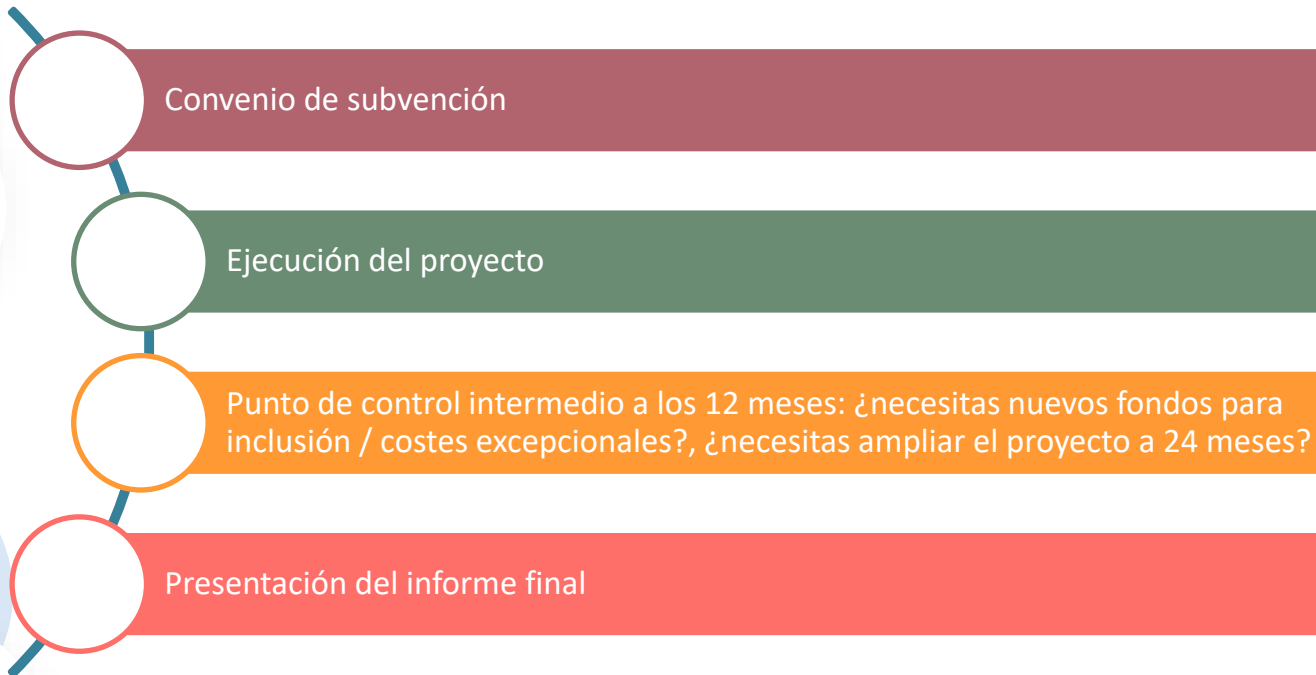 Convenio de subvención
Ejecución del proyecto
Punto de control intermedio a los 12 meses: ¿necesitas nuevos fondos para
inclusión / costes excepcionales?, ¿necesitas ampliar el proyecto a 24 meses?
Presentación del informe final